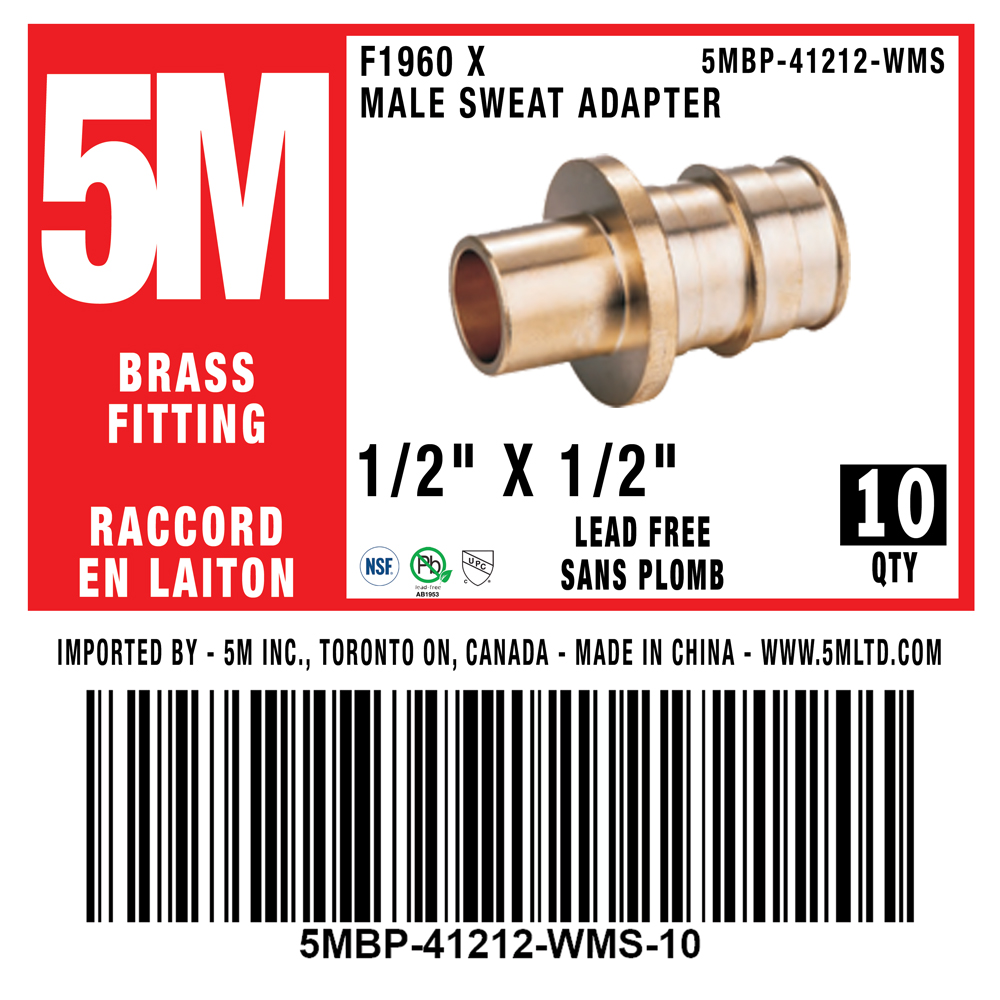 5M
BRASS
FITTING
RACCORD
EN LAITON
F1960 X
MALE SWEAT ADAPTER
5MBP-41212-WMS
1/2" X 1/2"
LEAD FREE
SANS PLOMB
10
QTY
NSF
Pb
lead-free
AB1953
UPC
C
®
IMPORTED BY - 5M INC., TORONTO ON, CANADA - MADE IN CHINA - WWW.5MLTD.COM
5MBP-41212-WMS-10